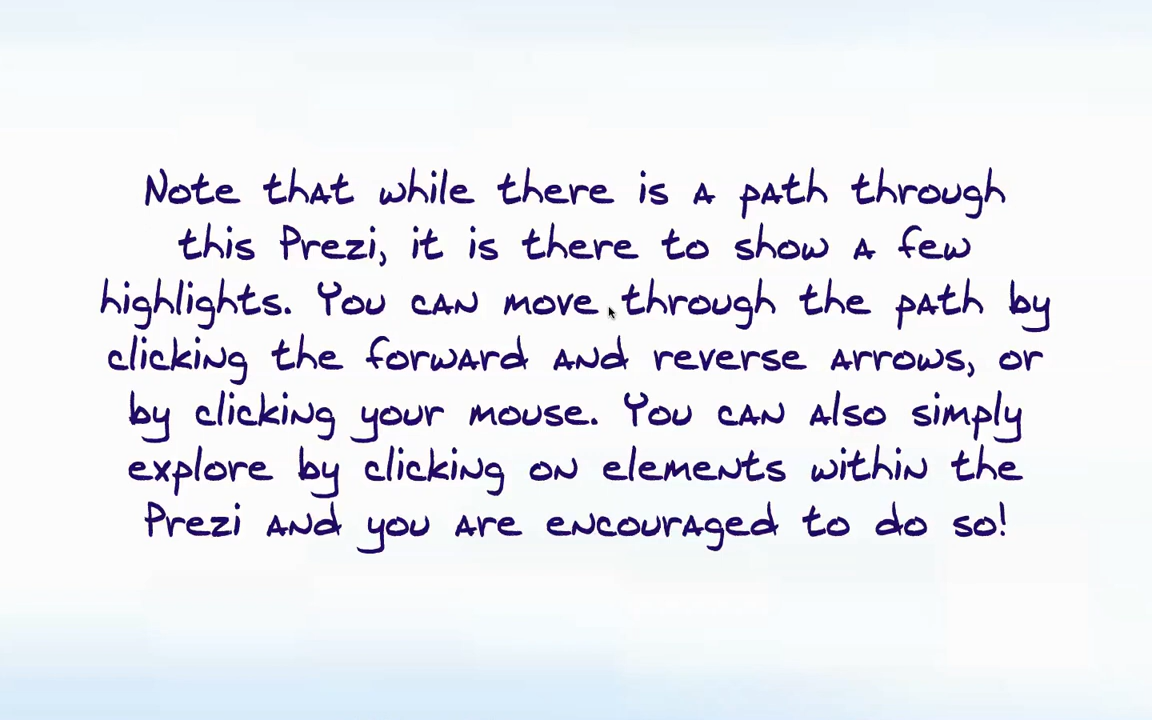 Note that while there is a path through
this Prezi, it is there to show a few
highlights. You can move through the path by
clicking the forward and reverse arrows, or
by clicking your mouse. You can also simply
explore by clicking on elements within the
Prezi and you are encouraged to do so!